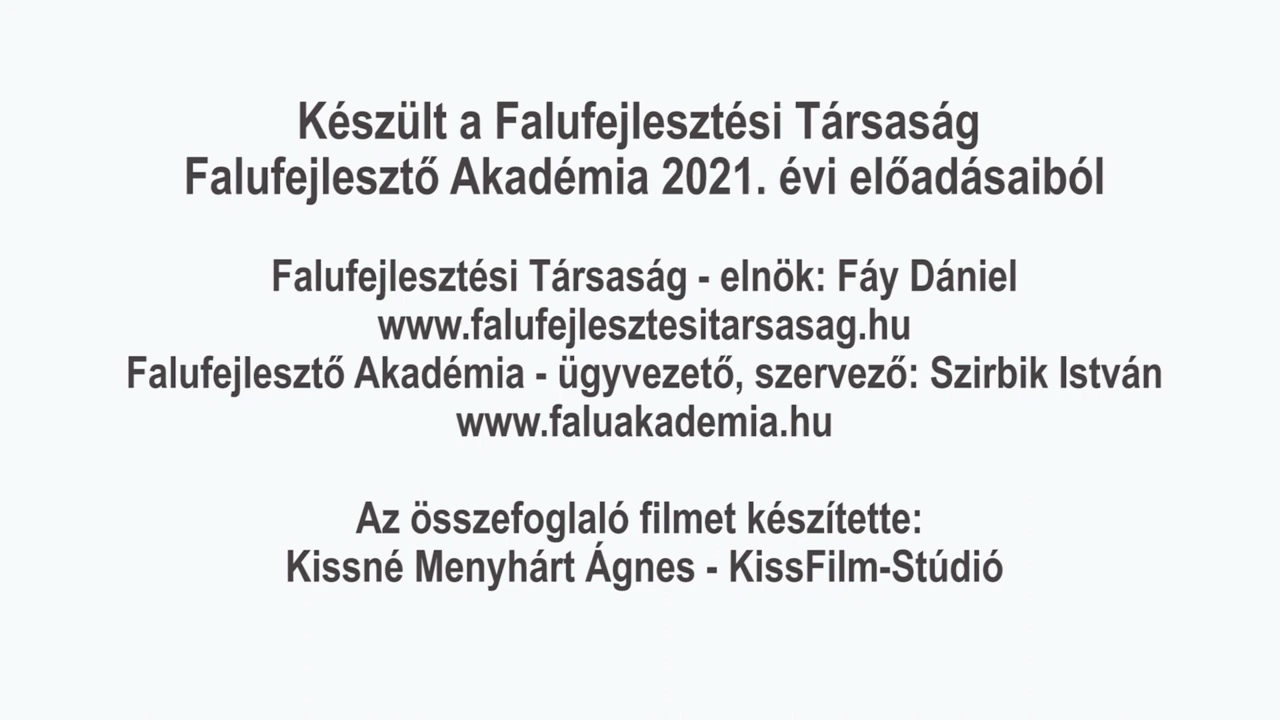 Készült a Falufejlesztési Társaság
Falufejlesztő Akadémia 2021. évi előadásaiból
Falufejlesztési Társaság - elnök: Fáy Dániel
www.falufejlesztesitarsasag.hu
Falufejlesztő Akadémia - ügyvezető, szervező: Szirbik István
www.faluakademia.hu
Az összefoglaló filmet készítette:
Kissné Menyhárt Ágnes - KissFilm-Stúdió